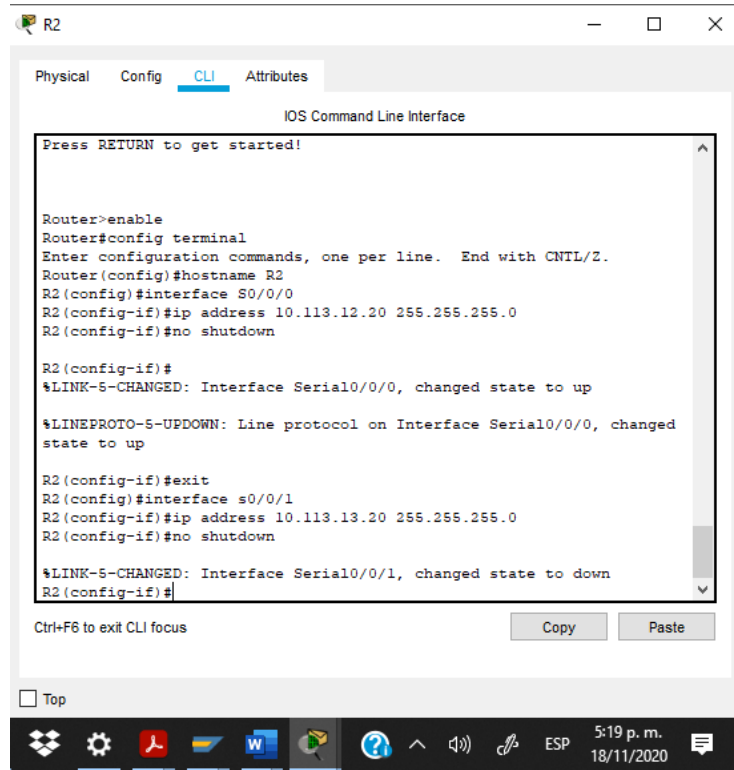 R2
Physical Config CLI Attributes
IOS Command Line Interface
Press RETURN to get started!
Router>enable
Router#config terminal
Enter configuration commands, one per line.  End with CNTL/Z.
Router(config)#hostname R2
R2(config)#interface S0/0/0
R2(config-if)#ip address 10.113.12.20 255.255.255.0
R2(config-if)#no shutdown
R2(config-if)#
%LINK-5-CHANGED: Interface Serial0/0/0, changed state to up
%LINEPROTO-5-UPDOWN: Line protocol on Interface Serial0/0/0, changed
state to up
R2(config-if)#exit
R2(config)#interface s0/0/1
R2(config-if)#ip address 10.113.13.20 255.255.255.0
R2(config-if)#no shutdown
%LINK-5-CHANGED: Interface Serial0/0/1, changed state to down
R2(config-if)#
Ctrl+F6 to exit CLI focus Copy Paste
Top
W ESP 5:19 p. m.
18/11/2020